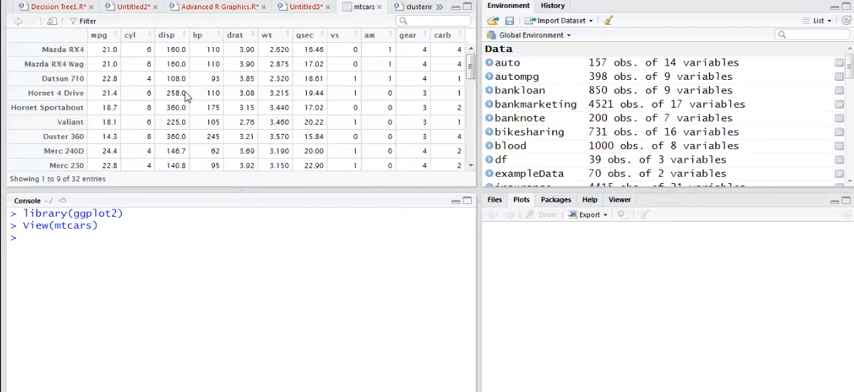 Decision Tree1.R* × Untitled2* × Advanced R Graphics.R* × Untitled3* × mtcars × clusterin
Filter
mpg cyl disp hp drat wt qsec vs am gear carb
Mazda RX4 21.0 6 160.0 110 3.90 2.620 16.46 0 1 4 4
Mazda RX4 Wag 21.0 6 160.0 110 3.90 2.875 17.02 0 1 4 4
Datsun 710 22.8 4 108.0 93 3.85 2.320 18.61 1 1 4 1
Hornet 4 Drive 21.4 6 258.0 110 3.08 3.215 19.44 1 0 3 1
Hornet Sportabout 18.7 8 360.0 175 3.15 3.440 17.02 0 0 3 2
Valiant 18.1 6 225.0 105 2.76 3.460 20.22 1 0 3 1
Duster 360 14.3 8 360.0 245 3.21 3.570 15.84 0 0 3 4
Merc 240D 24.4 4 146.7 62 3.69 3.190 20.00 1 0 4 2
Merc 230 22.8 4 140.8 95 3.92 3.150 22.90 1 0 4 2
Showing 1 to 9 of 32 entries
Console ~/
> library(ggplot2)
> View(mtcars)
>
Environment History
Import Dataset List
Global Environment
Data
auto 157 obs. of 14 variables
autompg 398 obs. of 9 variables
bankloan 850 obs. of 9 variables
bankmarketing 4521 obs. of 17 variables
banknote 200 obs. of 7 variables
bikesharing 731 obs. of 16 variables
blood 1000 obs. of 8 variables
df 39 obs. of 3 variables
exampleData 70 obs. of 2 variables
Files Plots Packages Help Viewer
Zoom Export